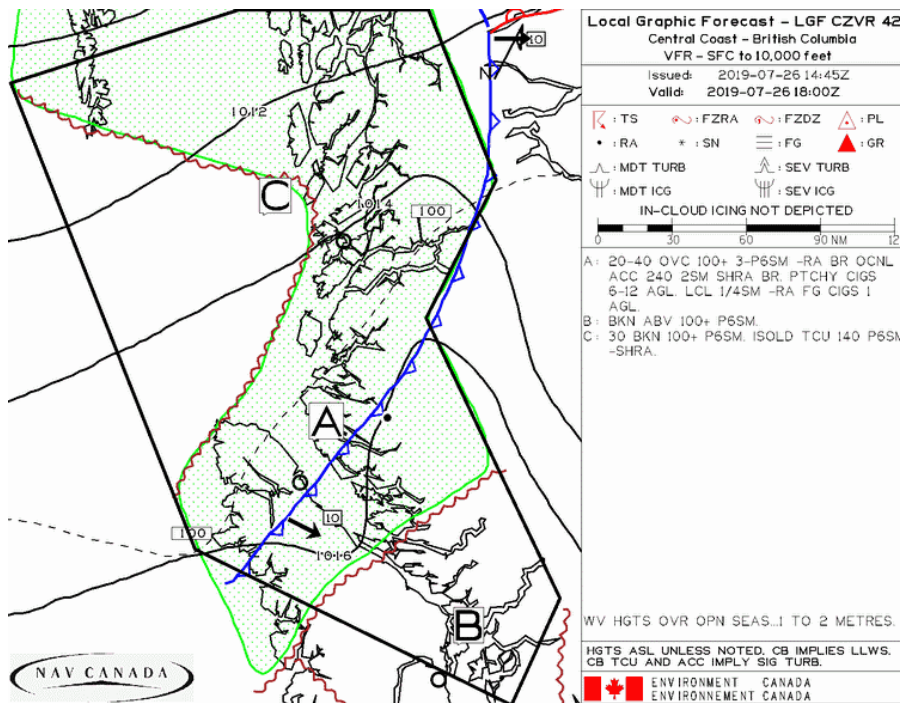 Local Graphic Forecast - LGF CZVR 42
Central Coast - British Columbia
VFR - SFC to 10,000 feet
Issued: 2019-07-26 14:45Z
Valid: 2019-07-26 18:00Z
: TS : FZRA : FZDZ : PL
: RA * : SN : FG : GR
: MDT TURB : SEV TURB
: MDT ICG : SEV ICG
IN-CLOUD ICING NOT DEPICTED
0 30 60 90 NM 12
A: 20-40 OVC 100+ 3-P6SM -RA BR OCNL
ACC 240 2SM SHRA BR. PTCHY CIGS
6-12 AGL. LCL 1/4SM -RA FG CIGS 1
AGL.
B: BKN ABV 100+ P6SM.
C: 30 BKN 100+ P6SM. ISOLD TCU 140 P6SM
-SHRA.
WV HGTS OVR OPN SEAS...1 TO 2 METRES.
HGTS ASL UNLESS NOTED. CB IMPLIES LLWS.
CB TCU AND ACC IMPLY SIG TURB.
ENVIRONMENT CANADA
ENVIRONNEMENT CANADA
10
N
1012
C
1014
100
A
100
10
1016
B
NAV CANADA